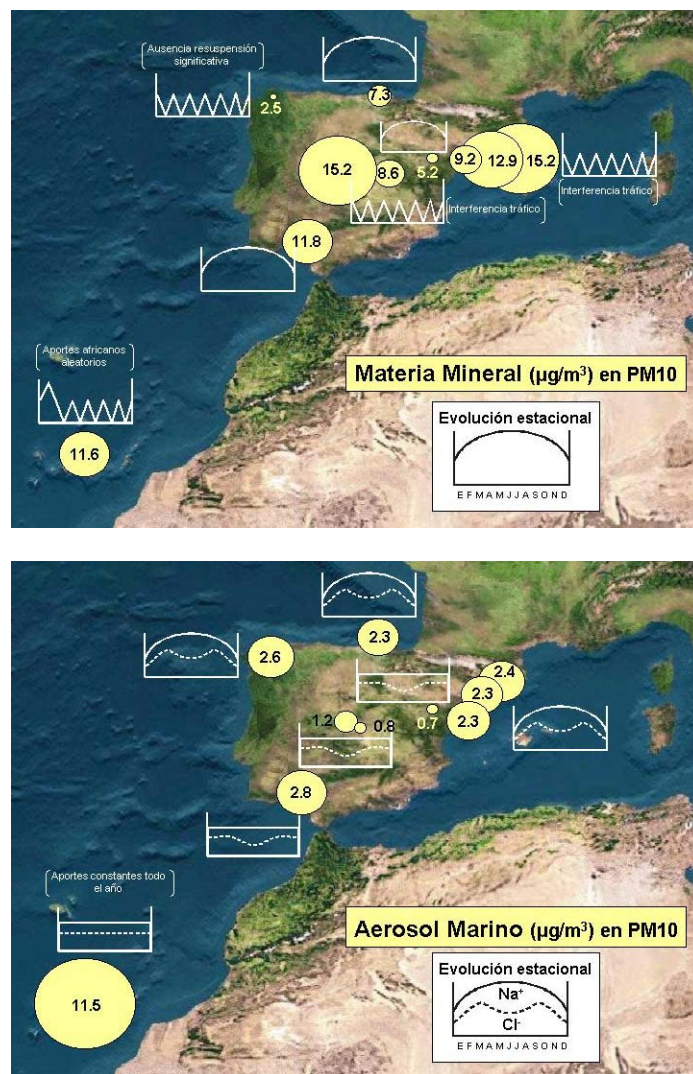 Ausencia resuspensión
significativa
2.5
7.3
15.2
8.6
5.2
9.2
12.9
15.2
Interferencia tráfico
Interferencia tráfico
11.8
Aportes africanos
aleatorios
11.6
Materia Mineral (µg/m³) en PM10
Evolución estacional
E F M A M J J A S O N D
2.3
2.6
2.4
2.3
2.3
1.2
0.8
0.7
2.8
Aportes constantes todo
el año
11.5
Aerosol Marino (µg/m³) en PM10
Evolución estacional
Na⁺
Cl⁻
E F M A M J J A S O N D